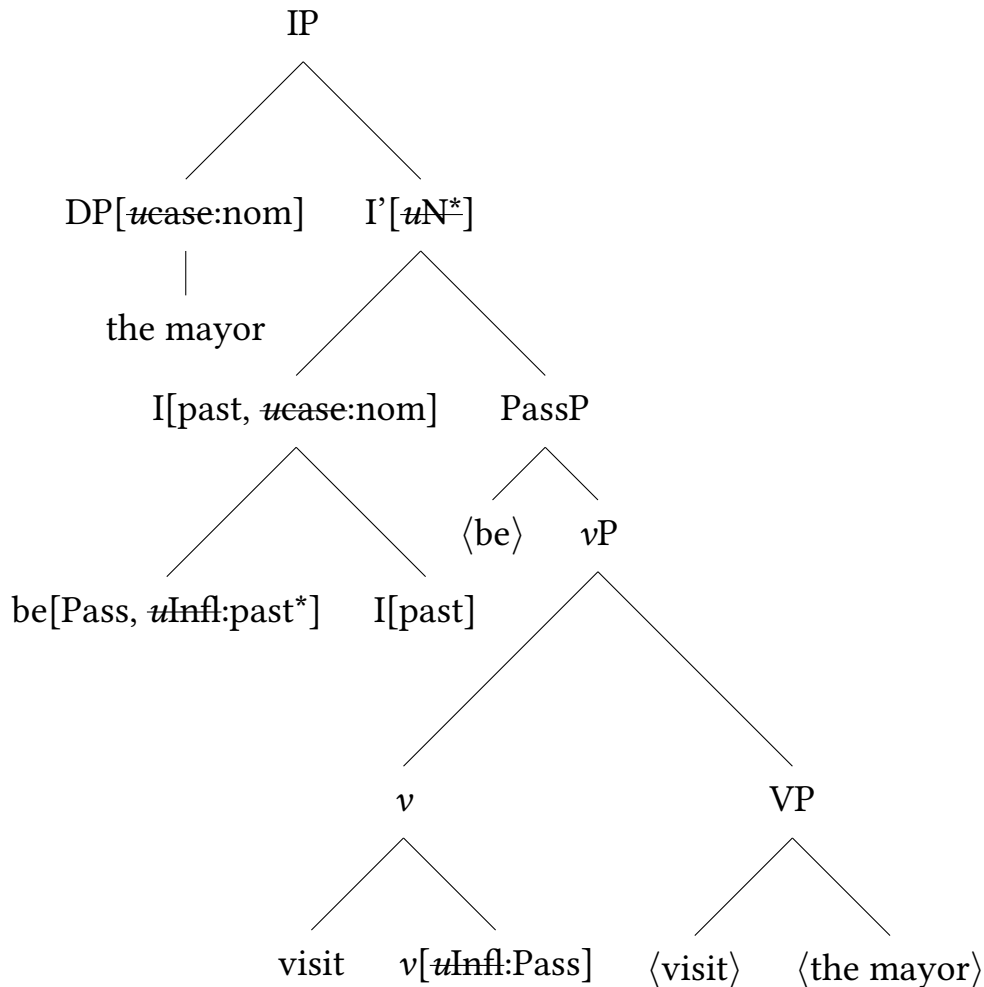 IP
DP[ucase:nom] I'[uN*]
the mayor
I[past, ucase:nom] PassP
⟨be⟩ vP
be[Pass, uInfl:past*] I[past]
v VP
visit v[uInfl:Pass] ⟨visit⟩ ⟨the mayor⟩